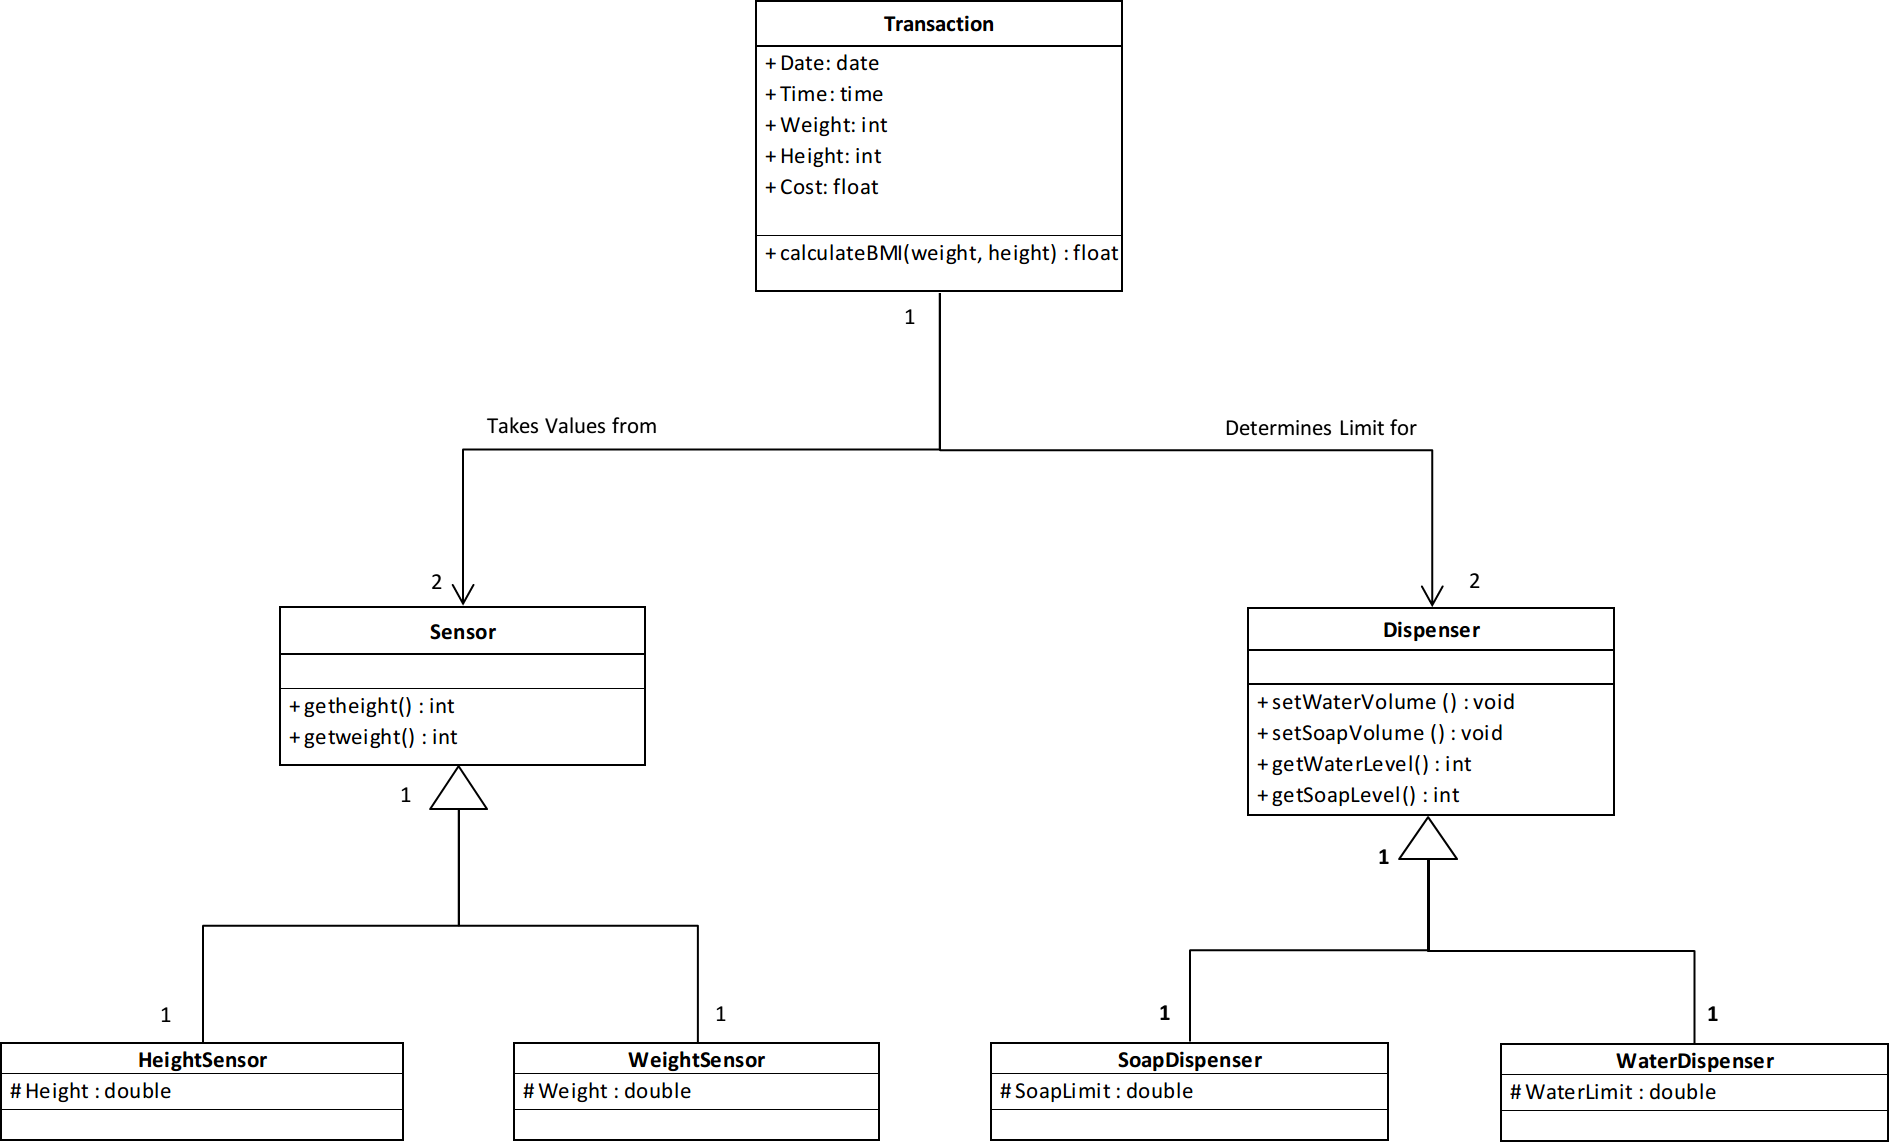 Transaction
+ Date: date
+ Time: time
+ Weight: int
+ Height: int
+ Cost: float
+ calculateBMI(weight, height) : float
1
Takes Values from
Determines Limit for
2
2
Sensor
+ getheight() : int
+ getweight() : int
1
Dispenser
+ setWaterVolume () : void
+ setSoapVolume () : void
+ getWaterLevel() : int
+ getSoapLevel() : int
1
1
1
1
1
HeightSensor
# Height : double
WeightSensor
# Weight : double
SoapDispenser
# SoapLimit : double
WaterDispenser
# WaterLimit : double